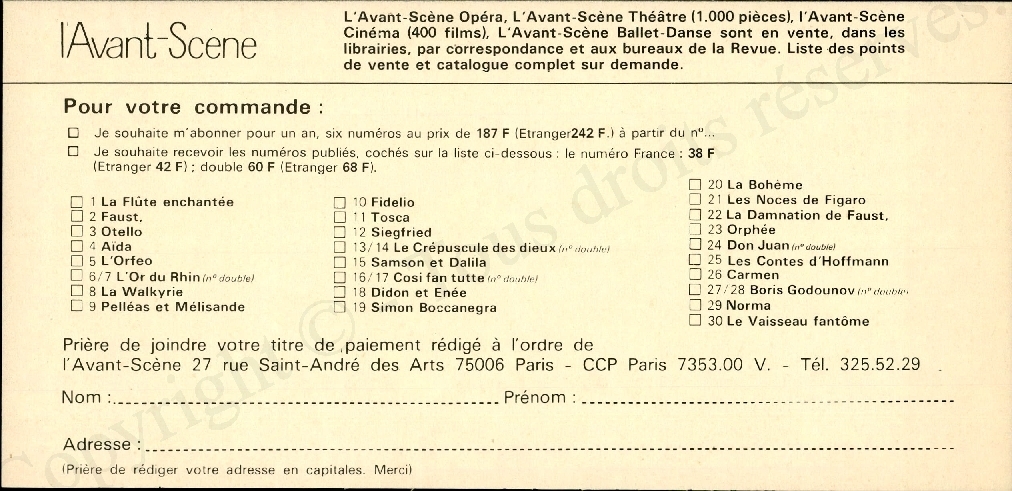 l'Avant-Scène
L'Avant-Scène Opéra, L'Avant-Scène Théâtre (1.000 pièces), l'Avant-Scène
Cinéma (400 films), L'Avant-Scène Ballet-Danse sont en vente, dans les
librairies, par correspondance et aux bureaux de la Revue. Liste des points
de vente et catalogue complet sur demande.
Pour votre commande :
Je souhaite m'abonner pour un an, six numéros au prix de 187 F (Etranger242 F.) à partir du n°...
Je souhaite recevoir les numéros publiés, cochés sur la liste ci-dessous : le numéro France : 38 F
(Etranger 42 F) ; double 60 F (Etranger 68 F).
1 La Flûte enchantée
2 Faust,
3 Otello
4 Aïda
5 L'Orfeo
6/7 L'Or du Rhin (n° double)
8 La Walkyrie
9 Pelléas et Mélisande
10 Fidelio
11 Tosca
12 Siegfried
13/14 Le Crépuscule des dieux (n° double)
15 Samson et Dalila
16/17 Cosi fan tutte (n° double)
18 Didon et Enée
19 Simon Boccanegra
20 La Bohème
21 Les Noces de Figaro
22 La Damnation de Faust,
23 Orphée
24 Don Juan (n° double)
25 Les Contes d'Hoffmann
26 Carmen
27/28 Boris Godounov (n° double)
29 Norma
30 Le Vaisseau fantôme
Prière de joindre votre titre de paiement rédigé à l'ordre de
l'Avant-Scène 27 rue Saint-André des Arts 75006 Paris - CCP Paris 7353.00 V. - Tél. 325.52.29
Nom : Prénom :
Adresse :
(Prière de rédiger votre adresse en capitales. Merci)
Copyright © tous droits réservés.